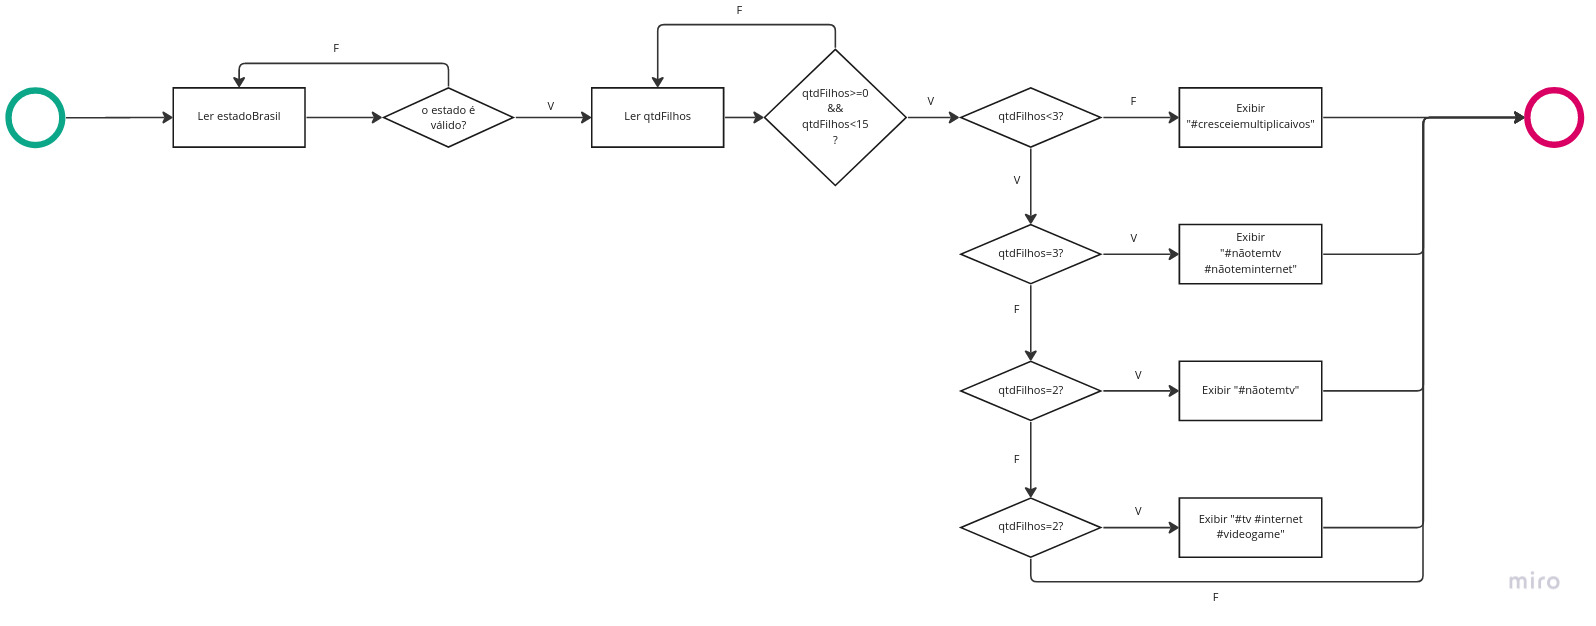 F
F
Ler estadoBrasil
o estado é
válido?
V
Ler qtdFilhos
qtdFilhos>=0
&&
qtdFilhos<15
?
V
qtdFilhos<3?
F
Exibir
"#cresceiemultiplicaivos"
V
qtdFilhos=3?
V
Exibir
"#nãotemtv
#nãoteminternet"
F
qtdFilhos=2?
V
Exibir "#nãotemtv"
F
qtdFilhos=2?
V
Exibir "#tv #internet
#videogame"
F
miro